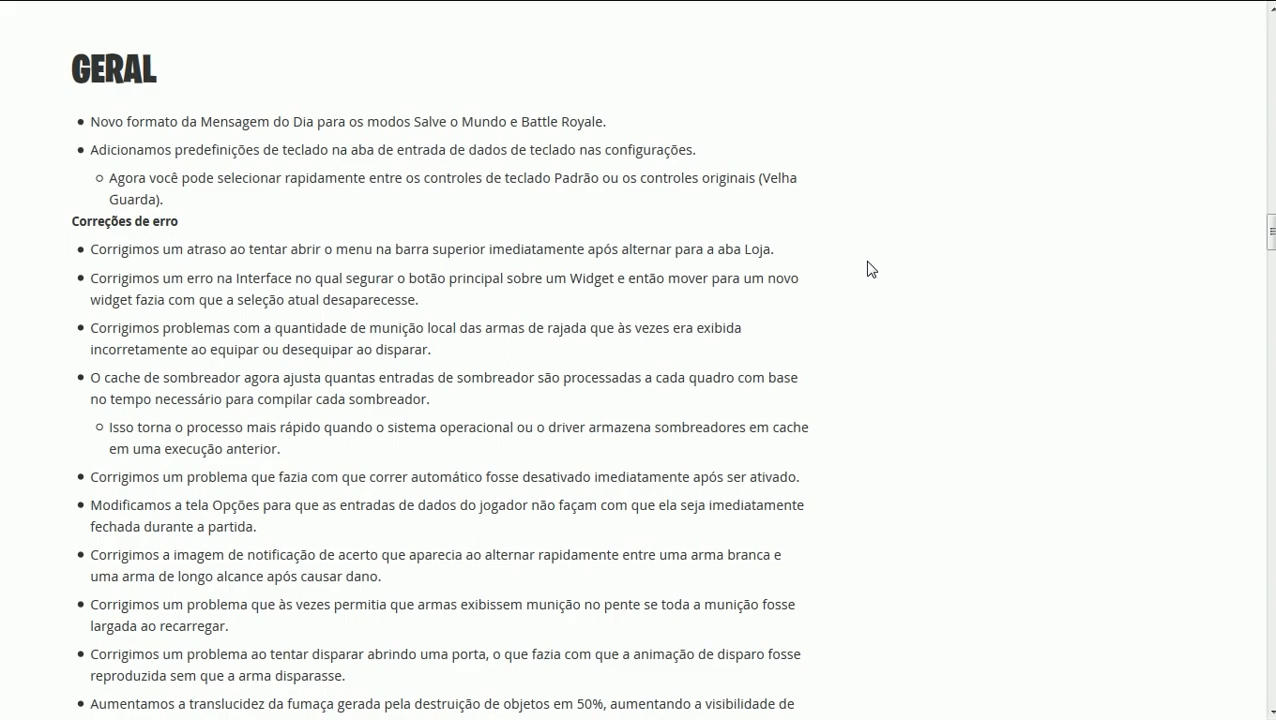 GERAL
Novo formato da Mensagem do Dia para os modos Salve o Mundo e Battle Royale.
Adicionamos predefinições de teclado na aba de entrada de dados de teclado nas configurações.
Agora você pode selecionar rapidamente entre os controles de teclado Padrão ou os controles originais (Velha
Guarda).
Correções de erro
Corrigimos um atraso ao tentar abrir o menu na barra superior imediatamente após alternar para a aba Loja.
Corrigimos um erro na Interface no qual segurar o botão principal sobre um Widget e então mover para um novo
widget fazia com que a seleção atual desaparecesse.
Corrigimos problemas com a quantidade de munição local das armas de rajada que às vezes era exibida
incorretamente ao equipar ou desequipar ao disparar.
O cache de sombreador agora ajusta quantas entradas de sombreador são processadas a cada quadro com base
no tempo necessário para compilar cada sombreador.
Isso torna o processo mais rápido quando o sistema operacional ou o driver armazena sombreadores em cache
em uma execução anterior.
Corrigimos um problema que fazia com que correr automático fosse desativado imediatamente após ser ativado.
Modificamos a tela Opções para que as entradas de dados do jogador não façam com que ela seja imediatamente
fechada durante a partida.
Corrigimos a imagem de notificação de acerto que aparecia ao alternar rapidamente entre uma arma branca e
uma arma de longo alcance após causar dano.
Corrigimos um problema que às vezes permitia que armas exibissem munição no pente se toda a munição fosse
largada ao recarregar.
Corrigimos um problema ao tentar disparar abrindo uma porta, o que fazia com que a animação de disparo fosse
reproduzida sem que a arma disparasse.
Aumentamos a translucidez da fumaça gerada pela destruição de objetos em 50%, aumentando a visibilidade de